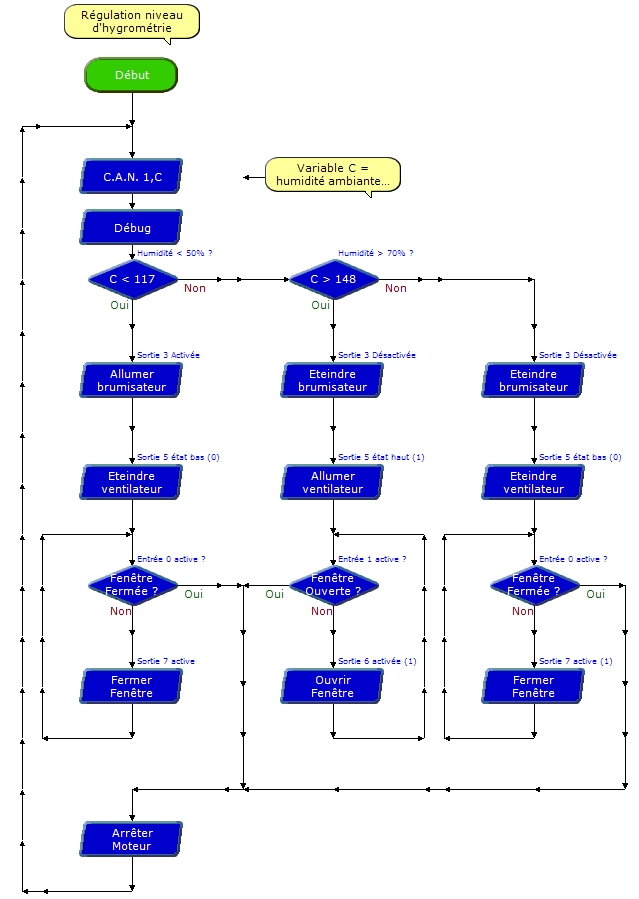 Régulation niveau
d'hygrométrie
Début
C.A.N. 1,C
Variable C =
humidité ambiante...
Débug
Humidité < 50% ?
Humidité > 70% ?
C < 117
Non
C > 148
Non
Oui
Oui
Sortie 3 Activée
Sortie 3 Désactivée
Sortie 3 Désactivée
Allumer
brumisateur
Eteindre
brumisateur
Eteindre
brumisateur
Sortie 5 état bas (0)
Sortie 5 état haut (1)
Sortie 5 état bas (0)
Eteindre
ventilateur
Allumer
ventilateur
Eteindre
ventilateur
Entrée 0 active ?
Entrée 1 active ?
Entrée 0 active ?
Fenêtre
Fermée ?
Oui
Non
Fenêtre
Ouverte ?
Oui
Non
Fenêtre
Fermée ?
Oui
Non
Sortie 7 active
Sortie 6 activée (1)
Sortie 7 active (1)
Fermer
Fenêtre
Ouvrir
Fenêtre
Fermer
Fenêtre
Arrêter
Moteur